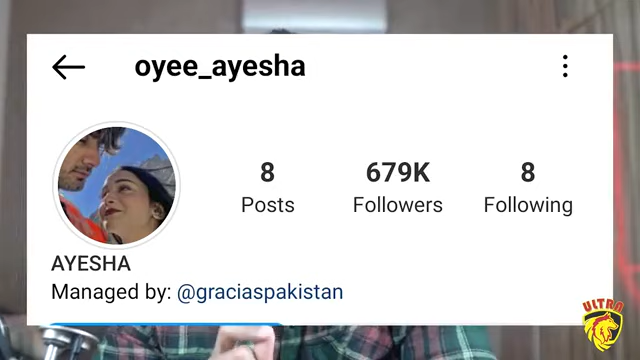 oyee_ayesha
8 679K 8
Posts Followers Following
AYESHA
Managed by: @graciaspakistan
ULTRA